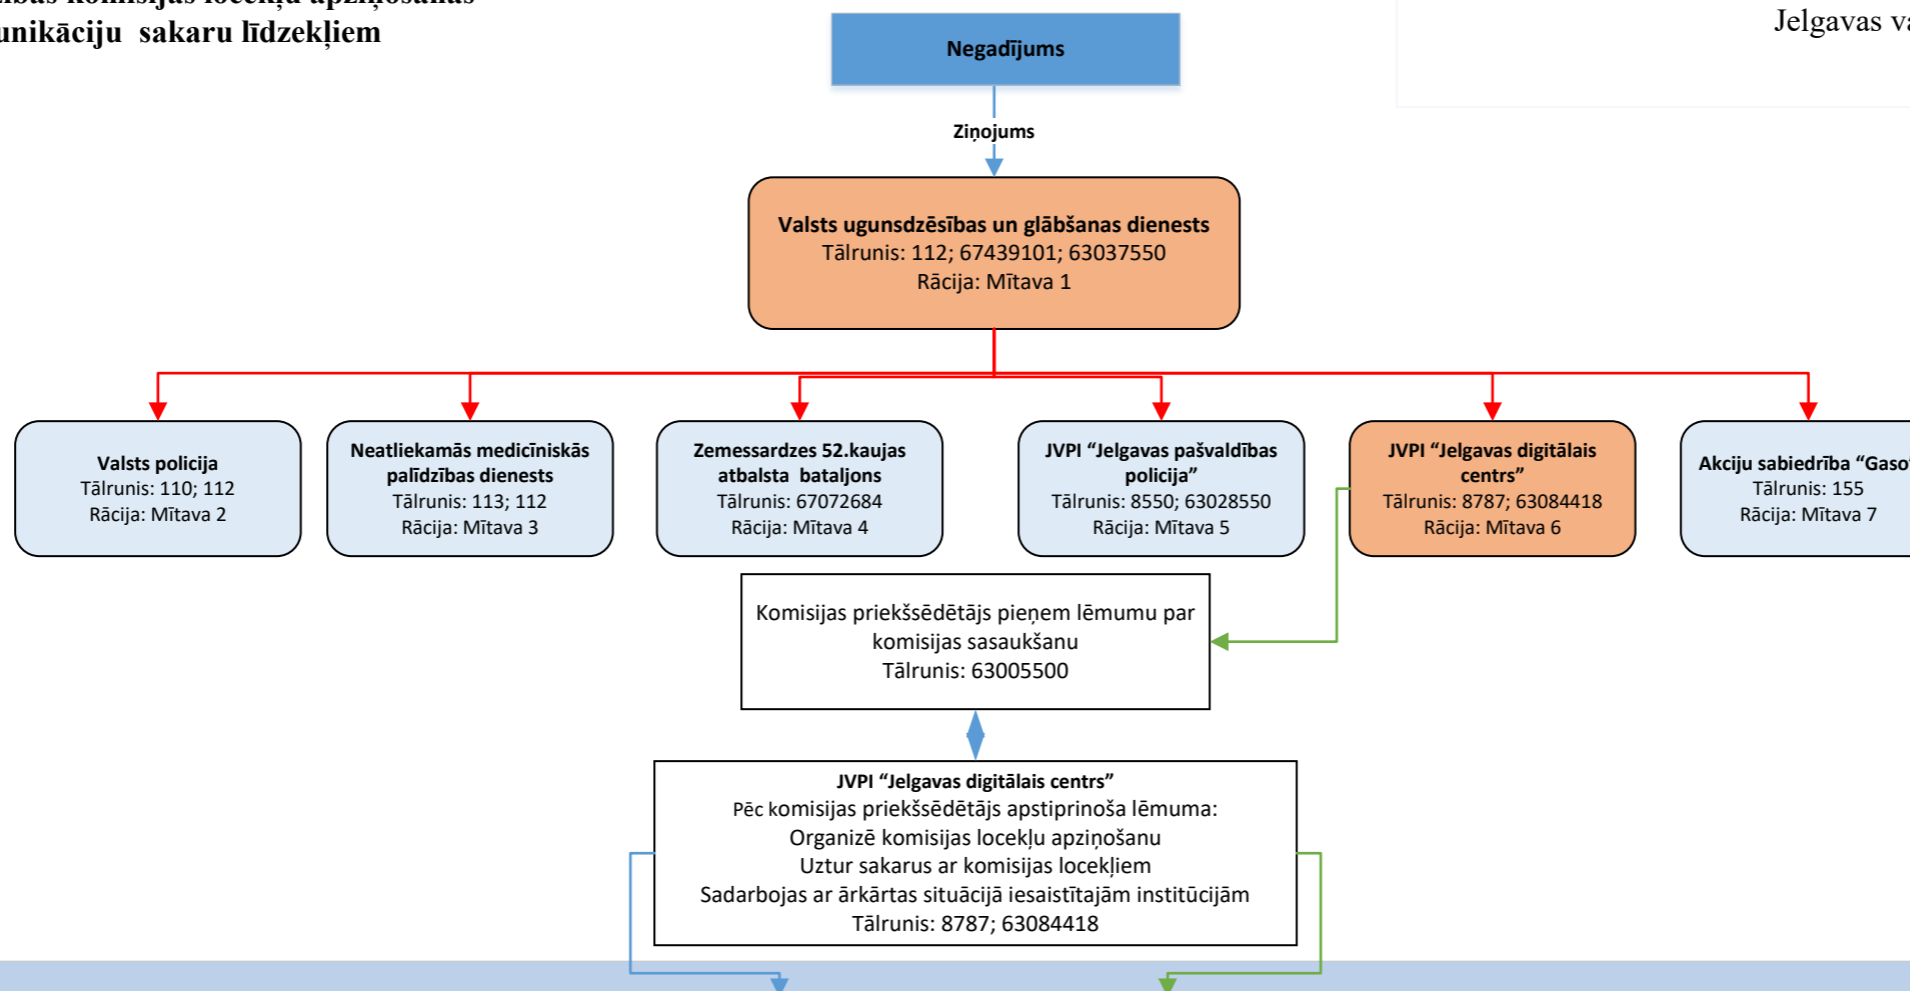 komisijas locekļu apziņošanas
sakaru līdzekļiem
Jelgavas
Negadījums
Ziņojums
Valsts ugunsdzēsības un glābšanas dienests
Tālrunis: 112; 67439101; 63037550
Rācija: Mītava 1
Valsts policija
Tālrunis: 110; 112
Rācija: Mītava 2
Neatliekamās medicīniskās
palīdzības dienests
Tālrunis: 113; 112
Rācija: Mītava 3
Zemessardzes 52.kaujas
atbalsta bataljons
Tālrunis: 67072684
Rācija: Mītava 4
JVPI “Jelgavas pašvaldības
policija”
Tālrunis: 8550; 63028550
Rācija: Mītava 5
JVPI “Jelgavas digitālais
centrs”
Tālrunis: 8787; 63084418
Rācija: Mītava 6
Akciju sabiedrība “Gaso”
Tālrunis: 155
Rācija: Mītava 7
Komisijas priekšsēdētājs pieņem lēmumu par
komisijas sasaukšanu
Tālrunis: 63005500
JVPI “Jelgavas digitālais centrs”
Pēc komisijas priekšsēdētājs apstiprinoša lēmuma:
Organizē komisijas locekļu apziņošanu
Uztur sakarus ar komisijas locekļiem
Sadarbojas ar ārkārtas situācijā iesaistītajām institūcijām
Tālrunis: 8787; 63084418